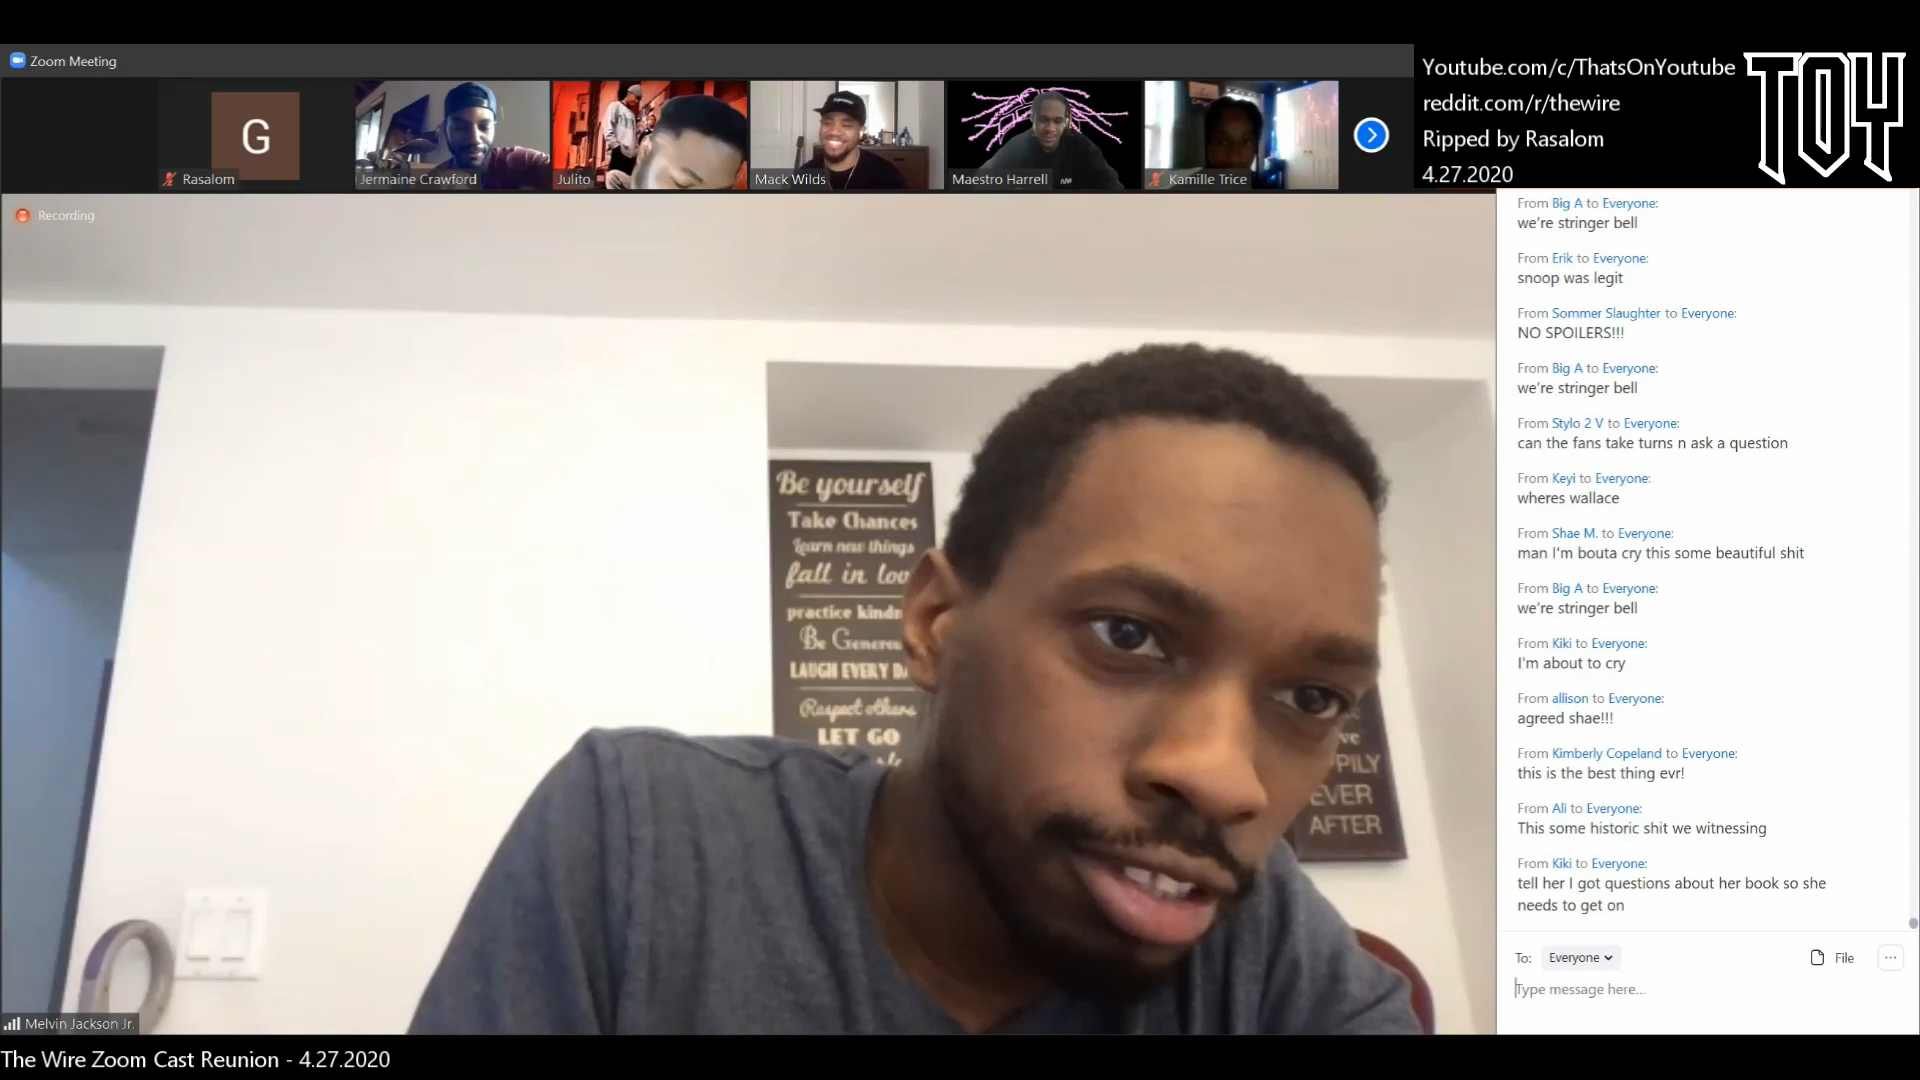 Zoom Meeting
G
Rasalom
Jermaine Crawford
Julito
Mack Wilds
Maestro Harrell
Kamille Trice
Youtube.com/c/ThatsOnYoutube
reddit.com/r/thewire
Ripped by Rasalom
4.27.2020
TOY
Recording
Be yourself
Take Chances
Learn new things
fall in lov
practice kindn
Be Generou
LAUGH EVERY DA
Respect others
LET GO
EVER
AFTER
Melvin Jackson Jr.
From Big A to Everyone:
we're stringer bell
From Erik to Everyone:
snoop was legit
From Sommer Slaughter to Everyone:
NO SPOILERS!!!
From Big A to Everyone:
we're stringer bell
From Stylo 2 V to Everyone:
can the fans take turns n ask a question
From Keyi to Everyone:
wheres wallace
From Shae M. to Everyone:
man I'm bouta cry this some beautiful shit
From Big A to Everyone:
we're stringer bell
From Kiki to Everyone:
I'm about to cry
From allison to Everyone:
agreed shae!!!
From Kimberly Copeland to Everyone:
this is the best thing evr!
From Ali to Everyone:
This some historic shit we witnessing
From Kiki to Everyone:
tell her I got questions about her book so she
needs to get on
To: Everyone
File
Type message here...
The Wire Zoom Cast Reunion - 4.27.2020